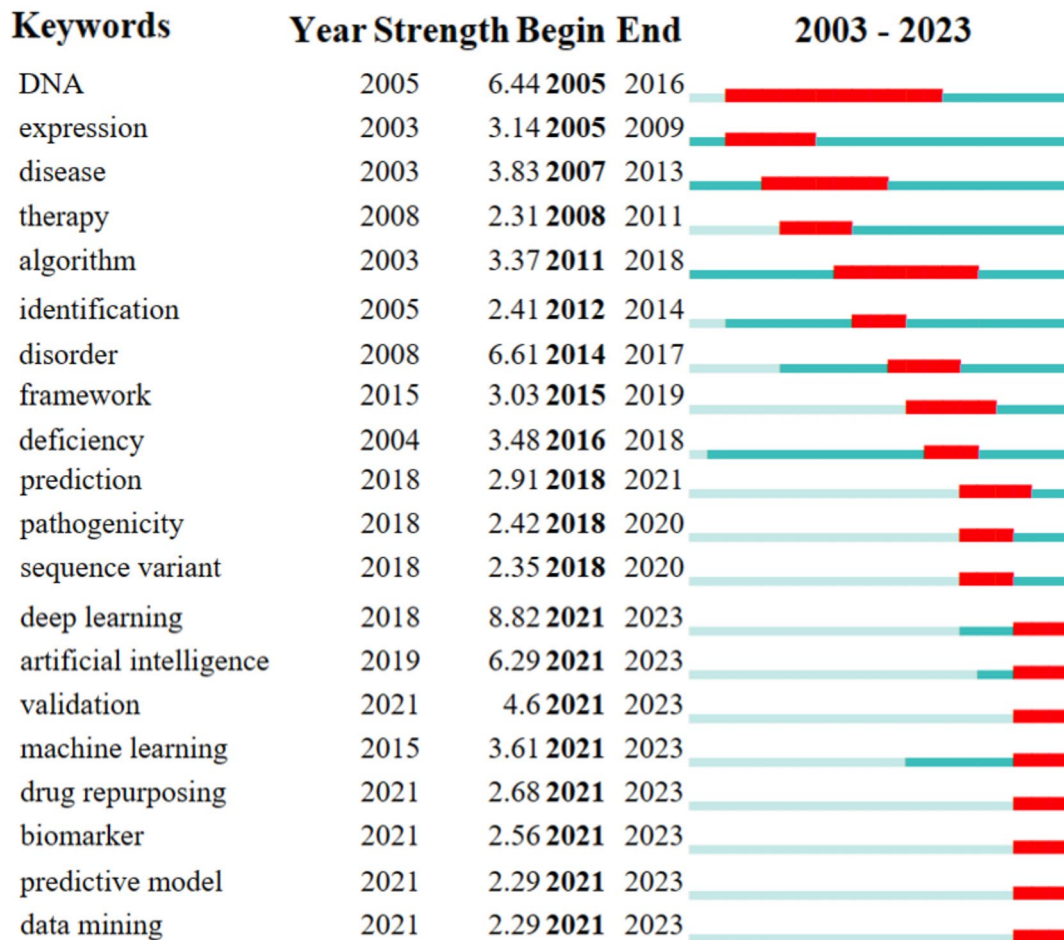 Keywords Year Strength Begin End 2003 - 2023
DNA 2005 6.44 2005 2016
expression 2003 3.14 2005 2009
disease 2003 3.83 2007 2013
therapy 2008 2.31 2008 2011
algorithm 2003 3.37 2011 2018
identification 2005 2.41 2012 2014
disorder 2008 6.61 2014 2017
framework 2015 3.03 2015 2019
deficiency 2004 3.48 2016 2018
prediction 2018 2.91 2018 2021
pathogenicity 2018 2.42 2018 2020
sequence variant 2018 2.35 2018 2020
deep learning 2018 8.82 2021 2023
artificial intelligence 2019 6.29 2021 2023
validation 2021 4.6 2021 2023
machine learning 2015 3.61 2021 2023
drug repurposing 2021 2.68 2021 2023
biomarker 2021 2.56 2021 2023
predictive model 2021 2.29 2021 2023
data mining 2021 2.29 2021 2023